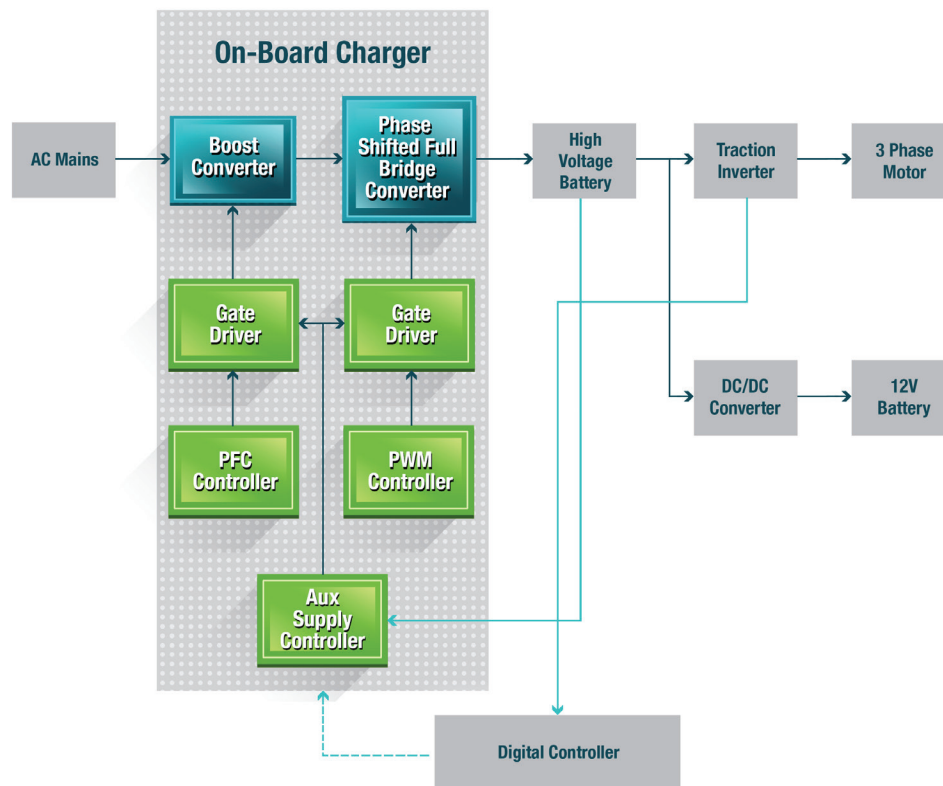 On-Board Charger
AC Mains
Boost
Converter
Phase
Shifted Full
Bridge
Converter
High
Voltage
Battery
Traction
Inverter
3 Phase
Motor
Gate
Driver
Gate
Driver
DC/DC
Converter
12V
Battery
PFC
Controller
PWM
Controller
Aux
Supply
Controller
Digital Controller